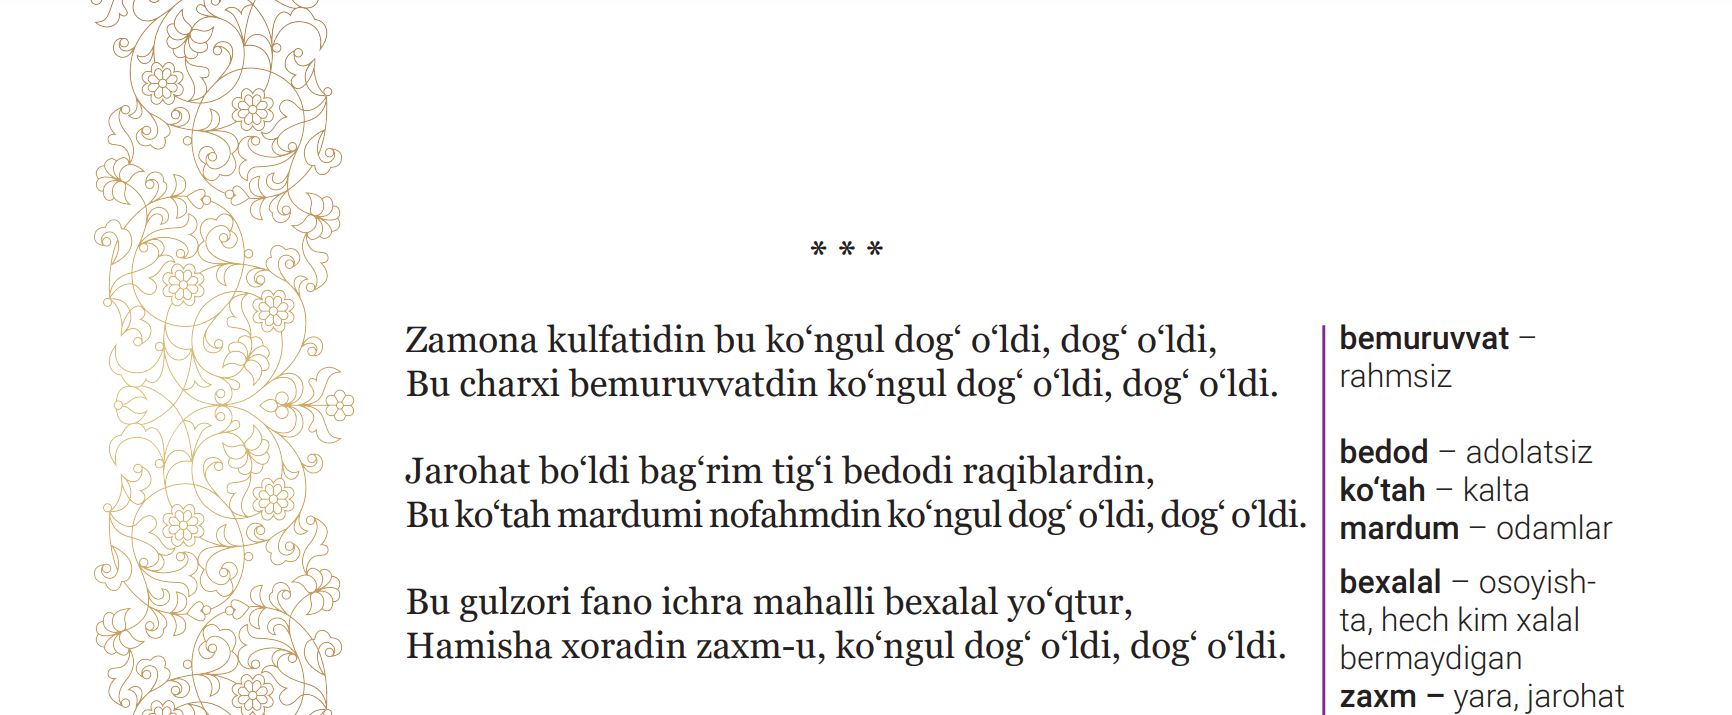 * * *
Zamona kulfatidin bu ko‘ngul dog‘ o‘ldi, dog‘ o‘ldi,
Bu charxi bemuruvvatdin ko‘ngul dog‘ o‘ldi, dog‘ o‘ldi.
Jarohat bo‘ldi bag‘rim tig‘i bedodi raqiblardin,
Bu ko‘tah mardumi nofahmdin ko‘ngul dog‘ o‘ldi, dog‘ o‘ldi.
Bu gulzori fano ichra mahalli bexalal yo‘qtur,
Hamisha xoradin zaxm-u, ko‘ngul dog‘ o‘ldi, dog‘ o‘ldi.
bemuruvvat –
rahmsiz
bedod – adolatsiz
ko‘tah – kalta
mardum – odamlar
bexalal – osoyish-
ta, hech kim xalal
bermaydigan
zaxm – yara, jarohat